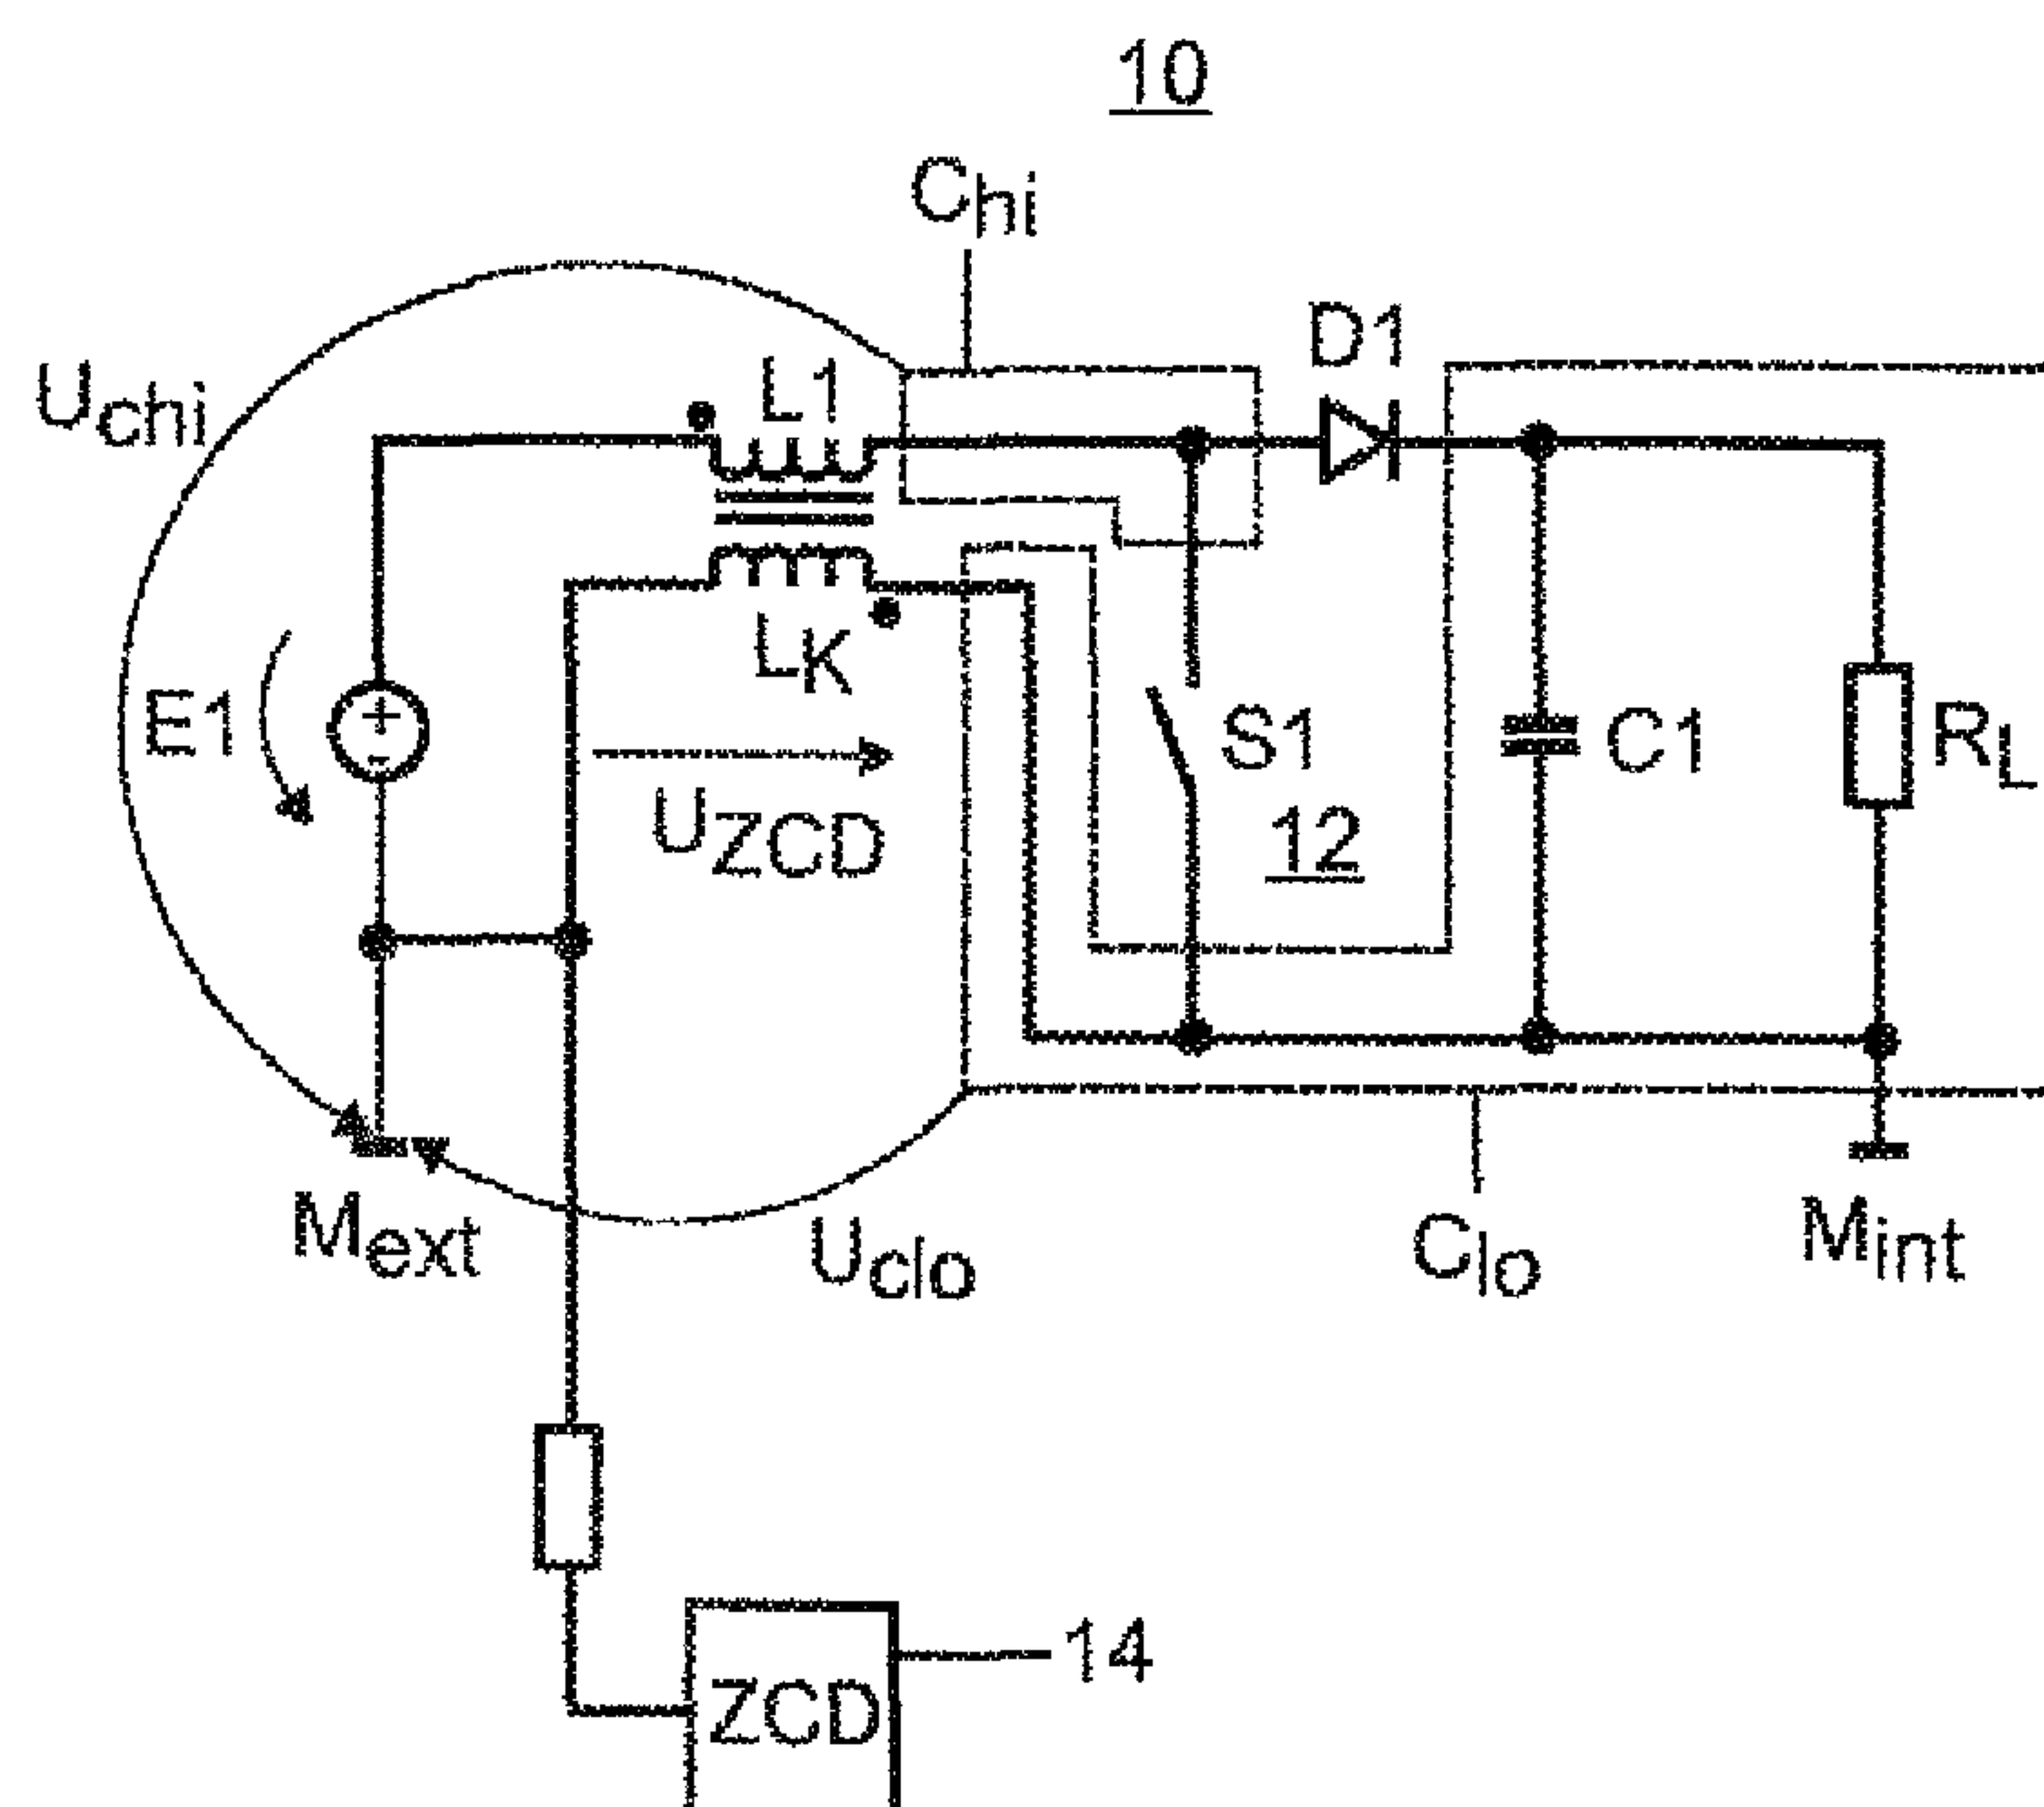 10
Chi
D1
Uchi
L1
LK
E1
S1
C1
RL
UZCD
12
Mext
Uclo
Clo
Mint
14
ZCD